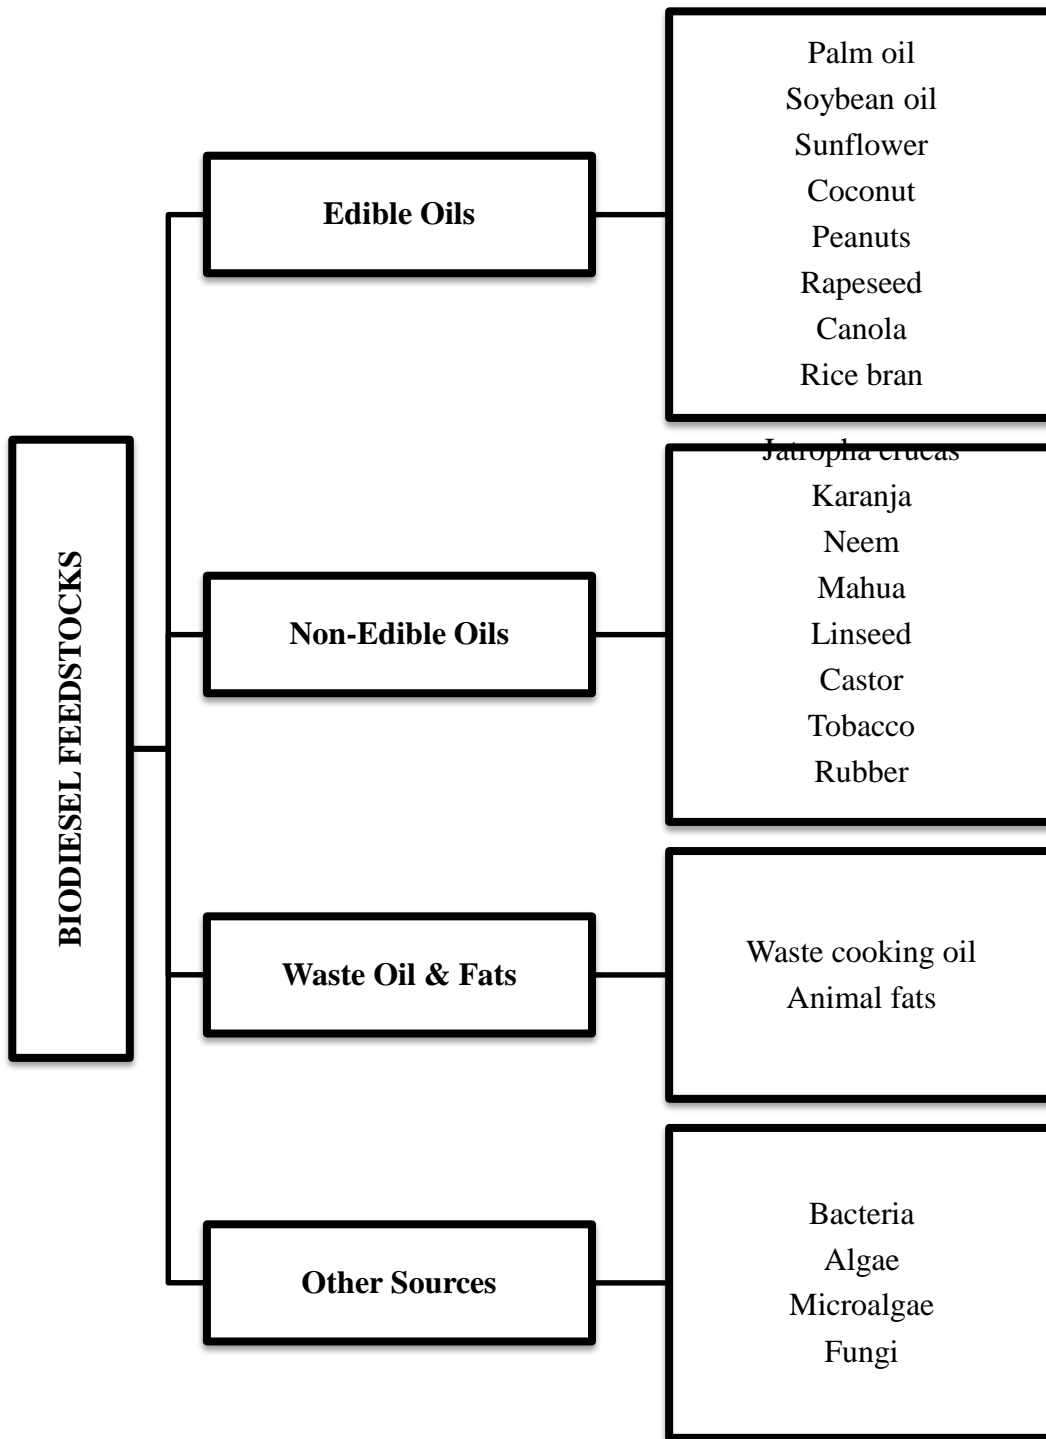 BIODIESEL FEEDSTOCKS
Edible Oils
Palm oil
Soybean oil
Sunflower
Coconut
Peanuts
Rapeseed
Canola
Rice bran
Non-Edible Oils
Jatropha crucas
Karanja
Neem
Mahua
Linseed
Castor
Tobacco
Rubber
Waste Oil & Fats
Waste cooking oil
Animal fats
Other Sources
Bacteria
Algae
Microalgae
Fungi